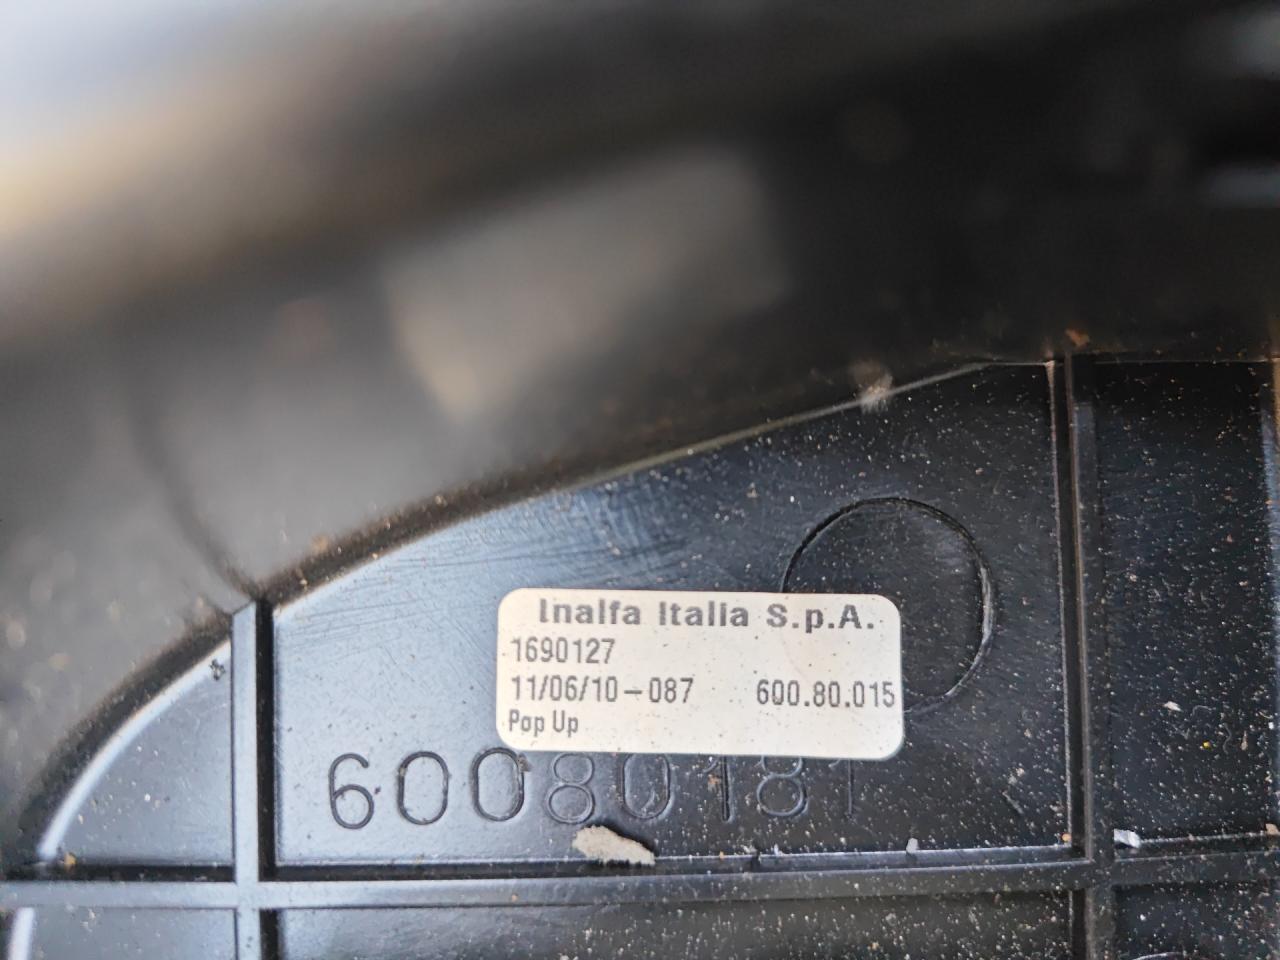 Inalfa Italia S.p.A.
1690127
11/06/10-087 600.80.015
Pop Up
60080181